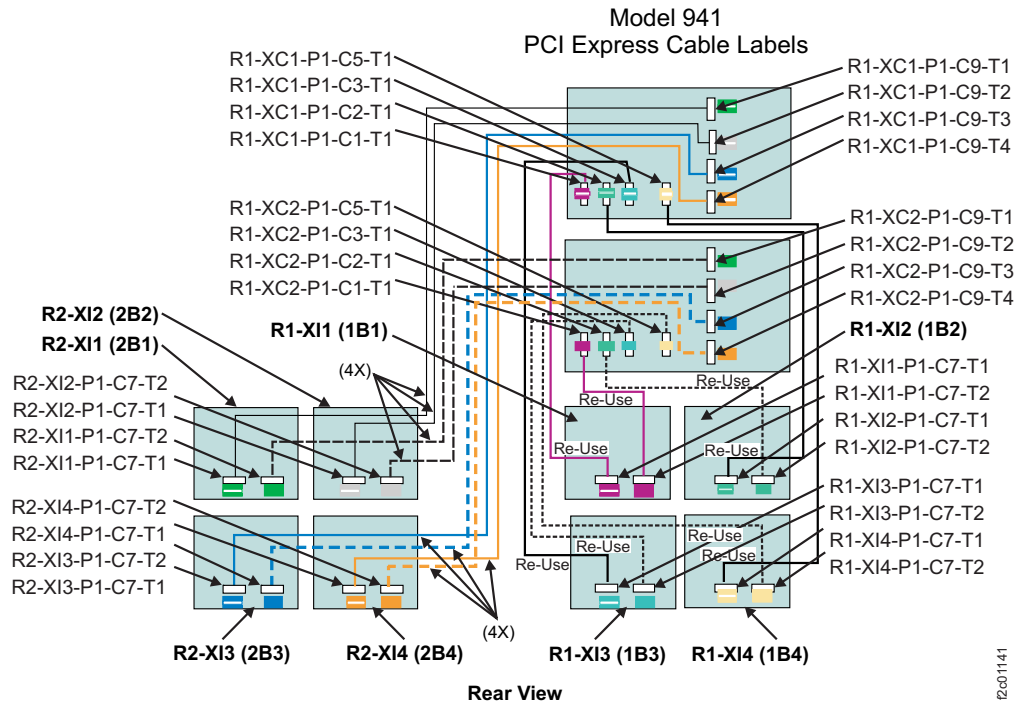 Model 941
PCI Express Cable Labels
R1-XC1-P1-C5-T1
R1-XC1-P1-C3-T1
R1-XC1-P1-C2-T1
R1-XC1-P1-C1-T1
R1-XC1-P1-C9-T1
R1-XC1-P1-C9-T2
R1-XC1-P1-C9-T3
R1-XC1-P1-C9-T4
R1-XC2-P1-C5-T1
R1-XC2-P1-C3-T1
R1-XC2-P1-C2-T1
R1-XC2-P1-C1-T1
R1-XC2-P1-C9-T1
R1-XC2-P1-C9-T2
R1-XC2-P1-C9-T3
R1-XC2-P1-C9-T4
R2-XI2 (2B2)
R2-XI1 (2B1)
R1-XI1 (1B1)
R1-XI2 (1B2)
R2-XI2-P1-C7-T2
R2-XI2-P1-C7-T1
R2-XI1-P1-C7-T2
R2-XI1-P1-C7-T1
(4X)
Re-Use
Re-Use
Re-Use
Re-Use
R1-XI1-P1-C7-T1
R1-XI1-P1-C7-T2
R1-XI2-P1-C7-T1
R1-XI2-P1-C7-T2
R2-XI4-P1-C7-T2
R2-XI4-P1-C7-T1
R2-XI3-P1-C7-T2
R2-XI3-P1-C7-T1
Re-Use
Re-Use
Re-Use
R1-XI3-P1-C7-T1
R1-XI3-P1-C7-T2
R1-XI4-P1-C7-T1
R1-XI4-P1-C7-T2
(4X)
R2-XI3 (2B3)
R2-XI4 (2B4)
R1-XI3 (1B3)
R1-XI4 (1B4)
Rear View
f2c01141